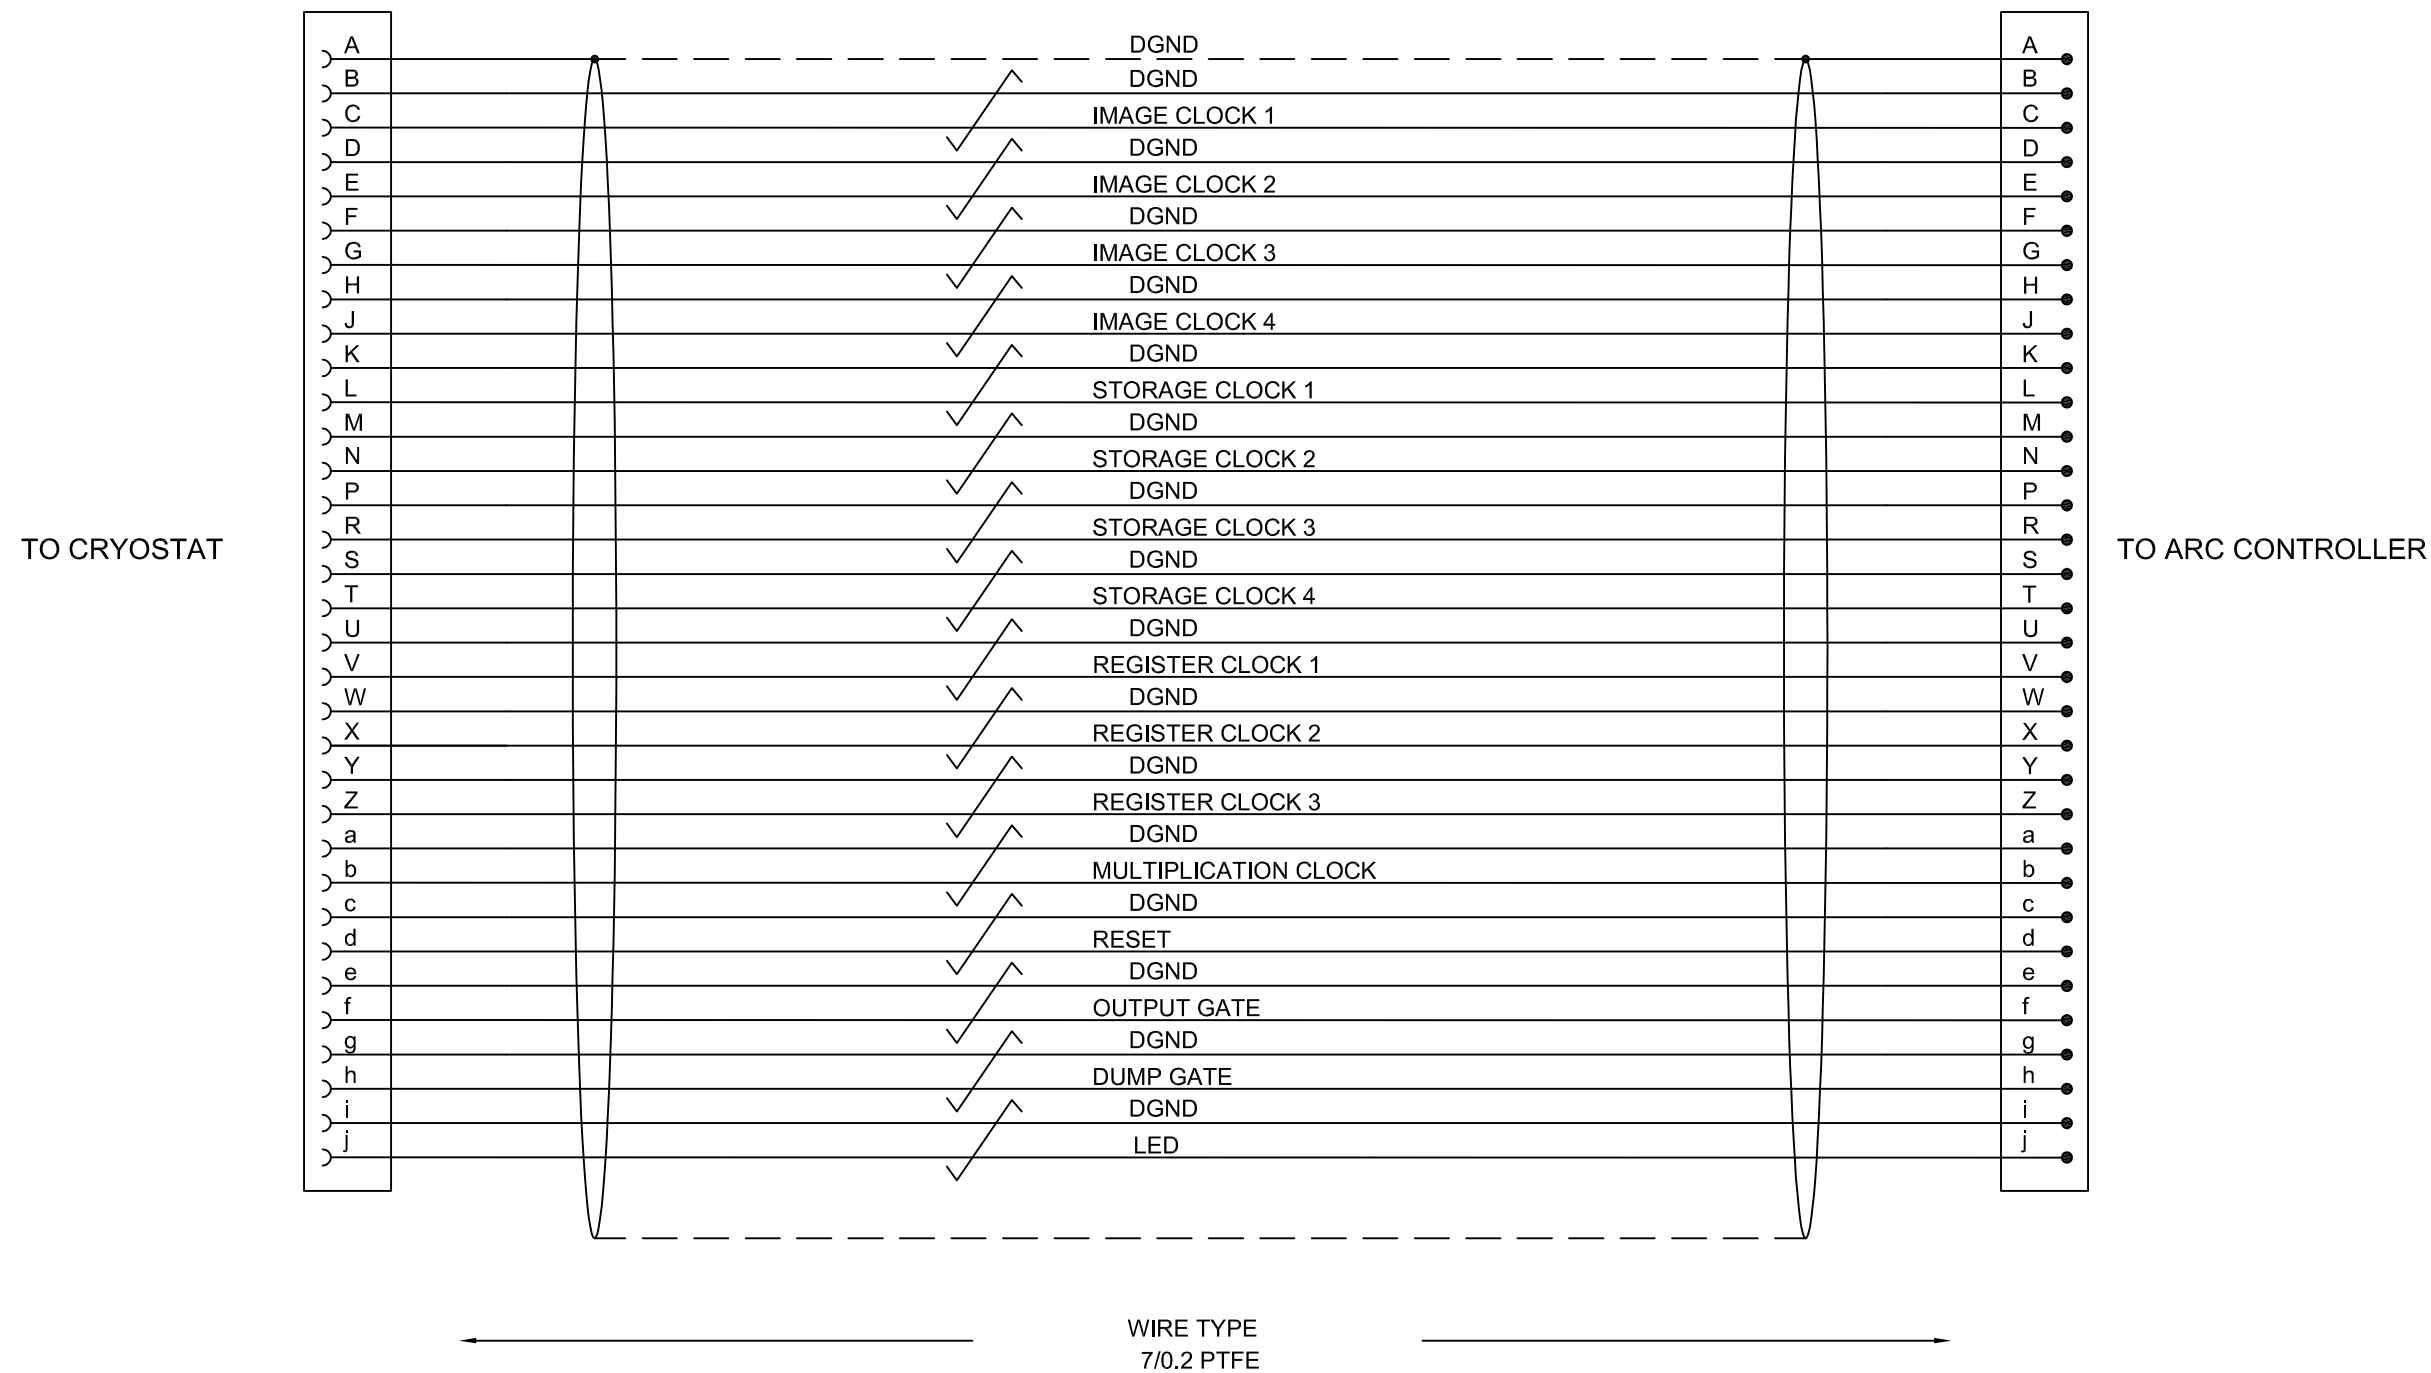 A DGND A
B DGND B
C IMAGE CLOCK 1 C
D DGND D
E IMAGE CLOCK 2 E
F DGND F
G IMAGE CLOCK 3 G
H DGND H
J IMAGE CLOCK 4 J
K DGND K
L STORAGE CLOCK 1 L
M DGND M
N STORAGE CLOCK 2 N
P DGND P
R STORAGE CLOCK 3 R
TO CRYOSTAT TO ARC CONTROLLER
S DGND S
T STORAGE CLOCK 4 T
U DGND U
V REGISTER CLOCK 1 V
W DGND W
X REGISTER CLOCK 2 X
Y DGND Y
Z REGISTER CLOCK 3 Z
a DGND a
b MULTIPLICATION CLOCK b
c DGND c
d RESET d
e DGND e
f OUTPUT GATE f
g DGND g
h DUMP GATE h
i DGND i
j LED j
WIRE TYPE
7/0.2 PTFE